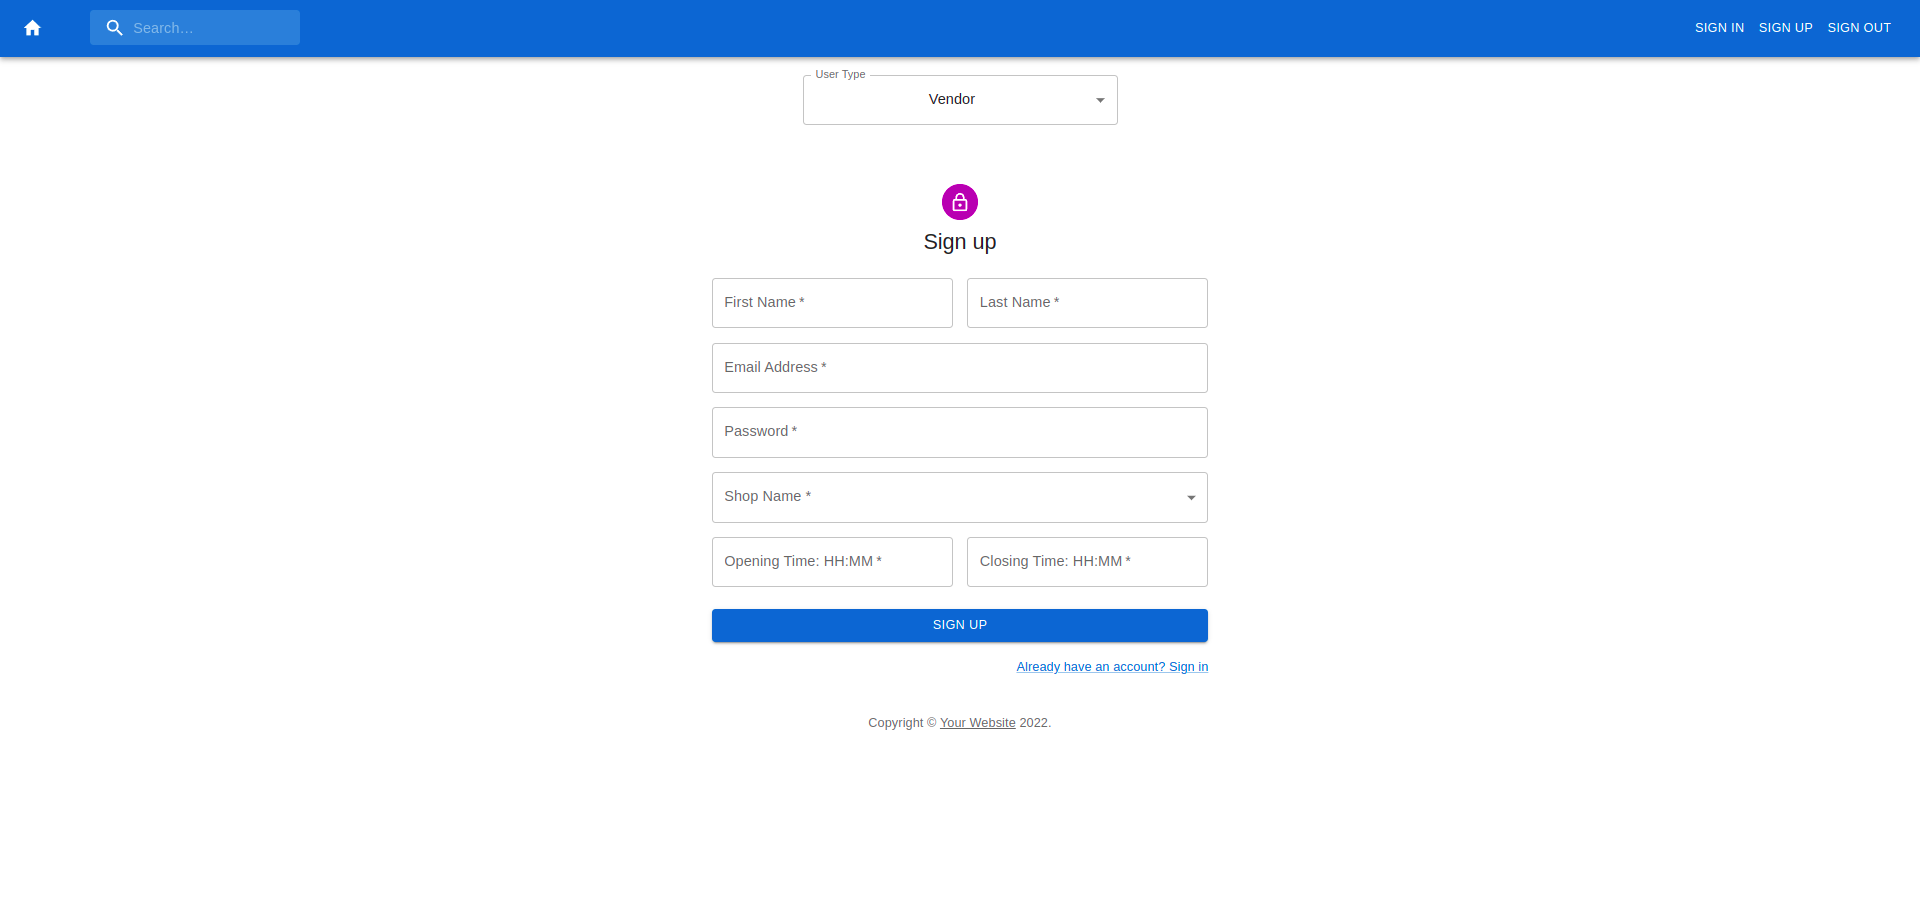 Search…
SIGN IN SIGN UP SIGN OUT
User Type
Vendor
Sign up
First Name *
Last Name *
Email Address *
Password *
Shop Name *
Opening Time: HH:MM *
Closing Time: HH:MM *
SIGN UP
Already have an account? Sign in
Copyright © Your Website 2022.